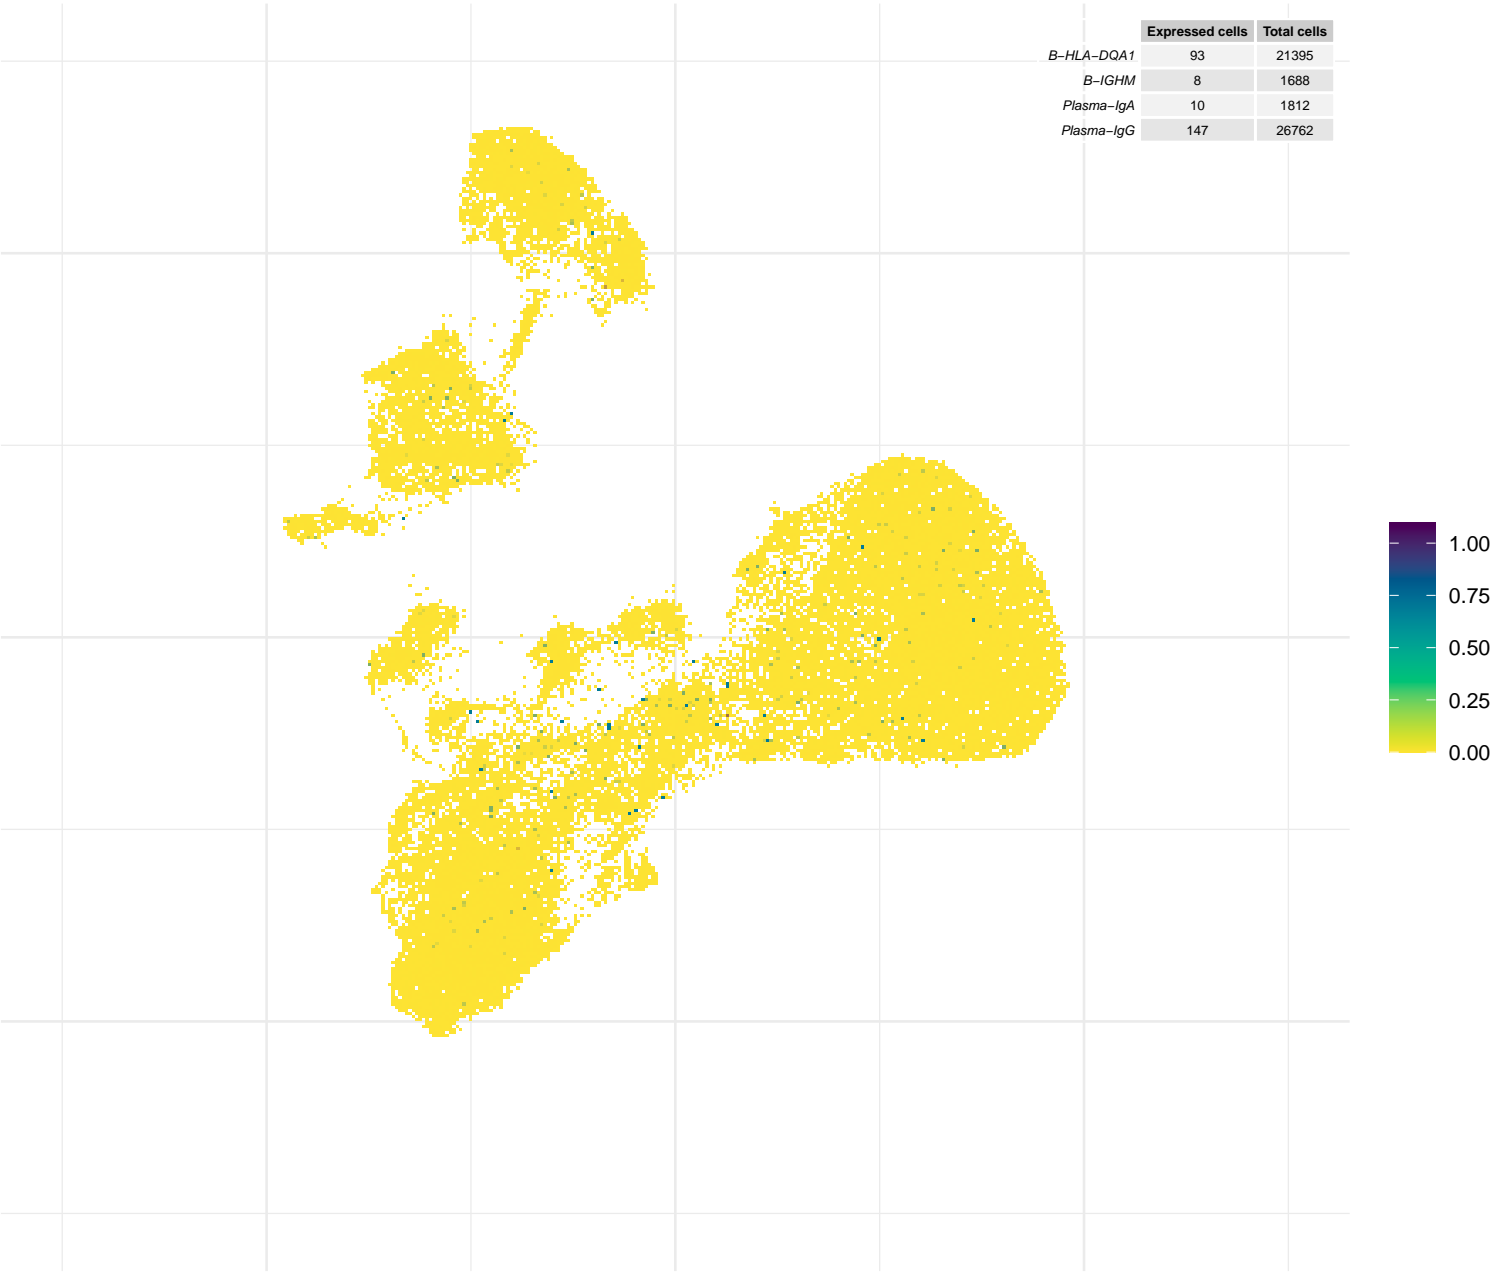 Expressed cells Total cells
B−HLA−DQA1 93 21395
B−IGHM 8 1688
Plasma−IgA 10 1812
Plasma−IgG 147 26762
1.00
0.75
0.50
0.25
0.00